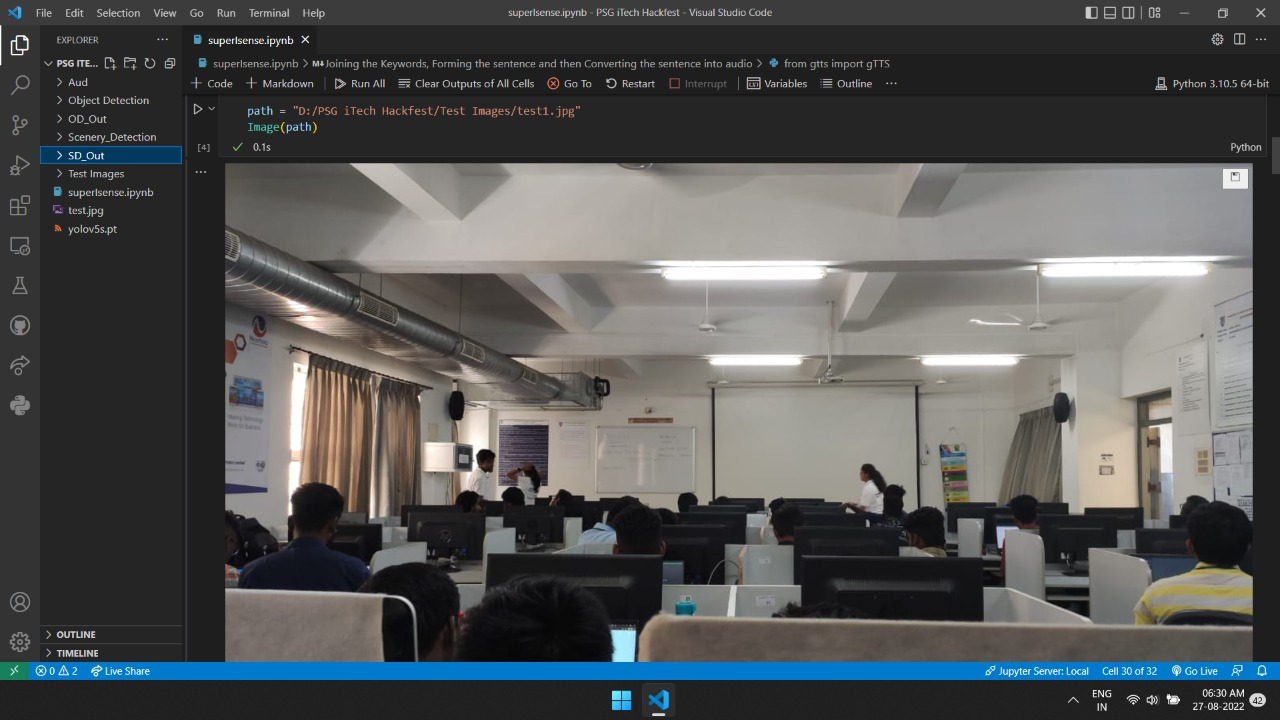 File Edit Selection View Go Run Terminal Help
superIsense.ipynb - PSG iTech Hackfest - Visual Studio Code
EXPLORER
PSG ITE...
Aud
Object Detection
OD_Out
Scenery_Detection
SD_Out
Test Images
superIsense.ipynb
test.jpg
yolov5s.pt
OUTLINE
TIMELINE
superIsense.ipynb
superIsense.ipynb > Joining the Keywords, Forming the sentence and then Converting the sentence into audio > from gtts import gTTS
+ Code + Markdown Run All Clear Outputs of All Cells Go To Restart Interrupt Variables Outline ... Python 3.10.5 64-bit
path = "D:/PSG iTech Hackfest/Test Images/test1.jpg"
Image(path)
[4] 0.1s Python
0 2 Live Share Jupyter Server: Local Cell 30 of 32 Go Live
ENG
IN
06:30 AM
27-08-2022
42